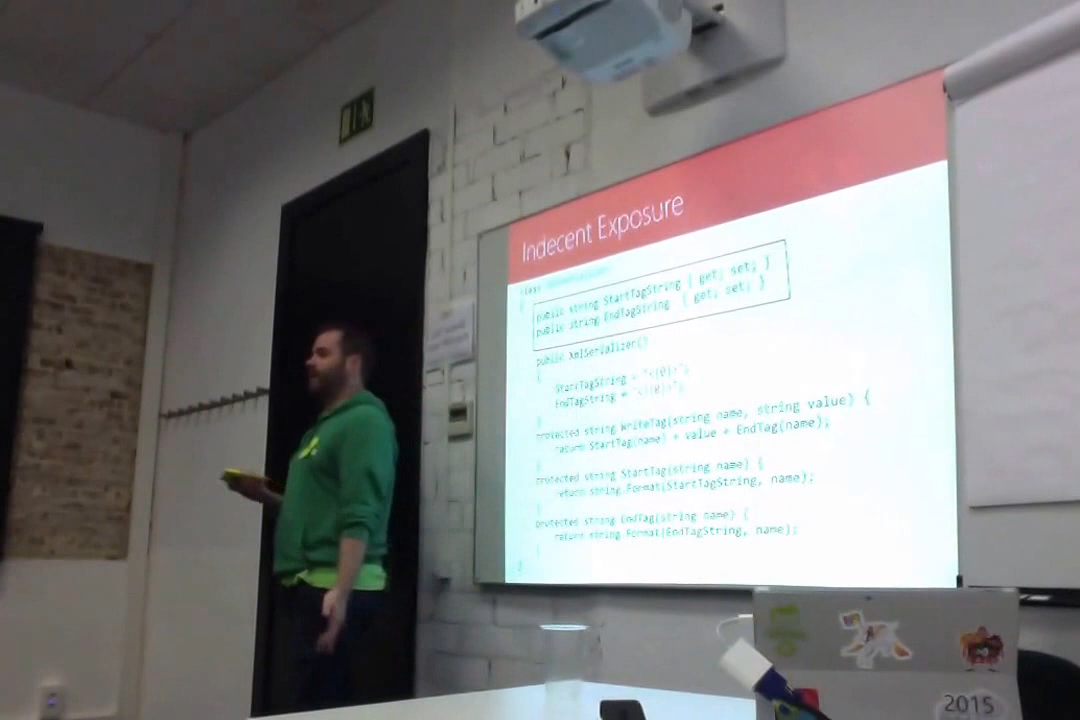 Indecent Exposure
class
{
public string StartTagString { get; set; }
public string EndTagString { get; set; }
public XmlSerializer()
{
StartTagString = "<{0}>";
EndTagString = "</{0}>";
}
protected string WriteTag(string name, string value) {
return StartTag(name) + value + EndTag(name);
}
protected string StartTag(string name) {
return string.Format(StartTagString, name);
}
protected string EndTag(string name) {
return string.Format(EndTagString, name);
}
}
2015